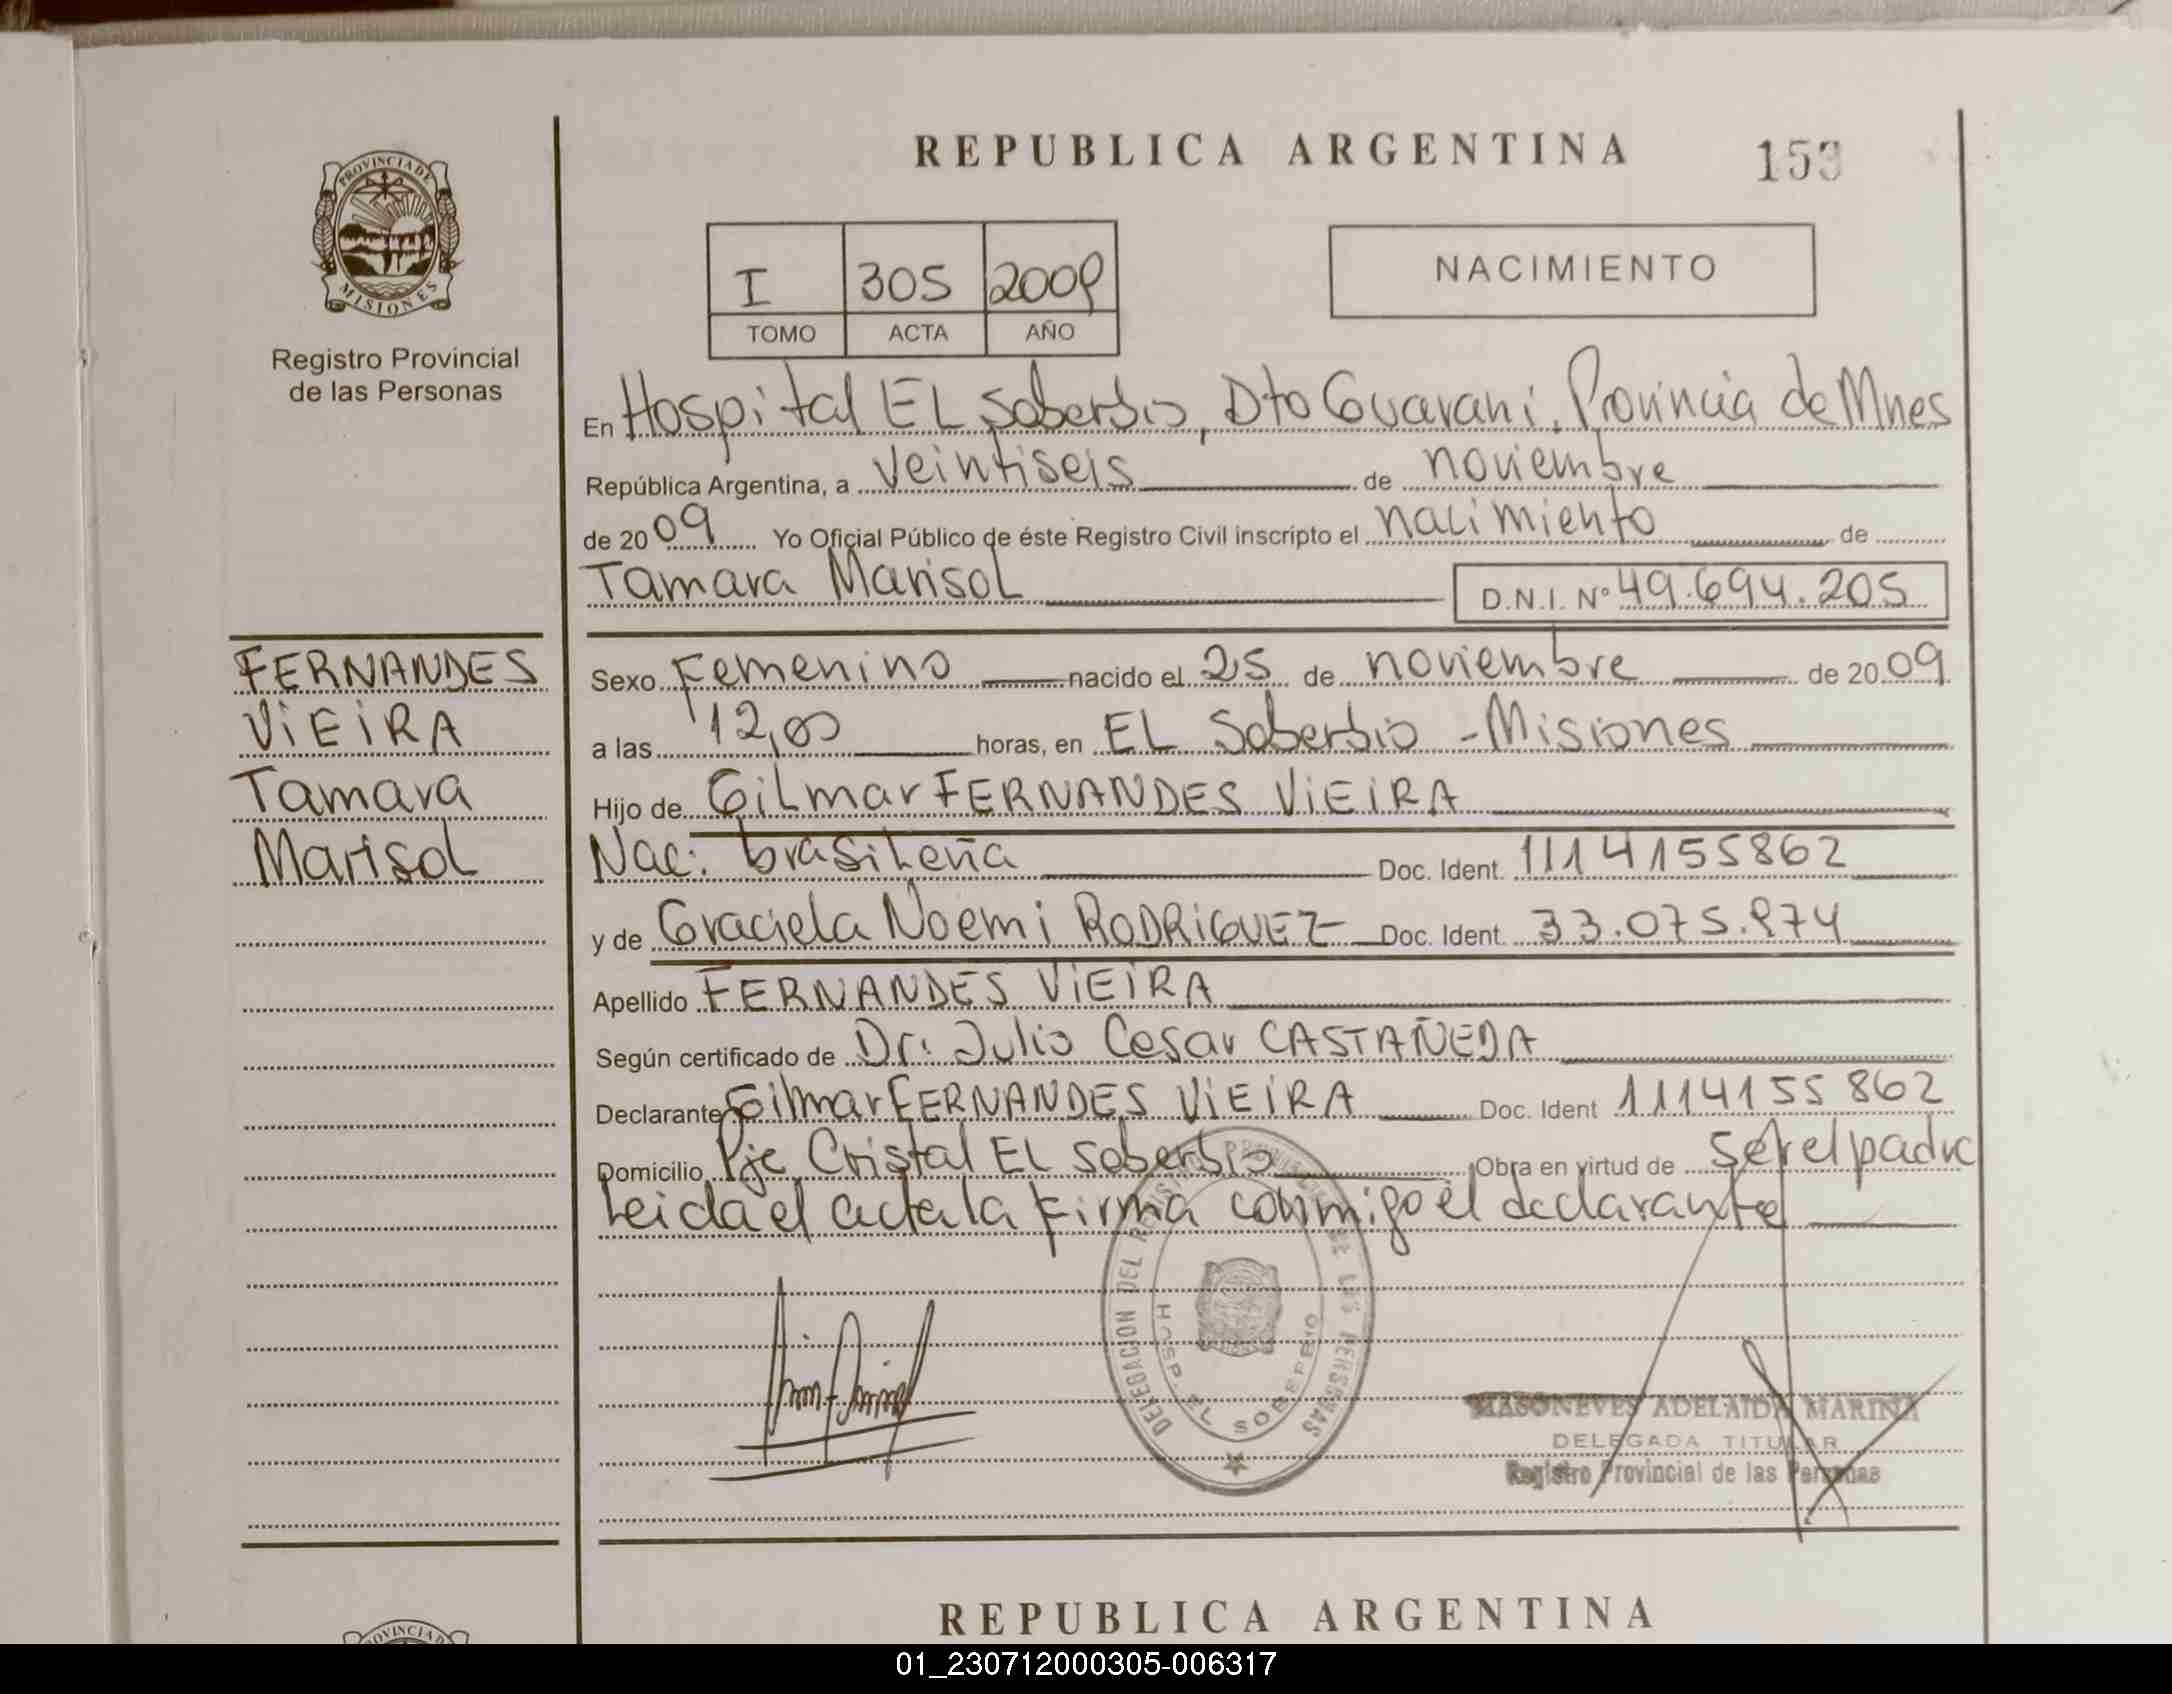 REPUBLICA ARGENTINA
153
PROVINCIA DE
MISIONES
Registro Provincial
de las Personas
I 305 2009
TOMO ACTA AÑO
NACIMIENTO
En Hospital EL Soberbio, Dto Guarani, Provincia de Mnes
República Argentina, a veintiseis de noviembre
de 2009 Yo Oficial Público de éste Registro Civil inscripto el nacimiento de
Tamara Marisol D.N.I. Nº 49.694.205
FERNANDES
VIEIRA
Tamara
Marisol
Sexo Femenino nacido el 25 de noviembre de 2009
a las 12,00 horas, en EL Soberbio - Misiones
Hijo de Gilmar FERNANDES VIEIRA
Nac: brasileña Doc. Ident. 1114155862
y de Graciela Noemi RODRIGUEZ Doc. Ident. 33.075.974
Apellido FERNANDES VIEIRA
Según certificado de Dr. Julio Cesar CASTAÑEDA
Declarante Gilmar FERNANDES VIEIRA Doc. Ident 1114155862
Domicilio Pje Cristal EL Soberbio Obra en virtud de ser el padre
Leida el acta la firma conmigo el declarante
DELEGACION DEL REGISTRO PROVINCIAL DE LAS PERSONAS
HOSP. EL SOBERBIO
MASONEVES ADELAIDA MARINA
DELEGADA TITULAR
Registro Provincial de las Personas
REPUBLICA ARGENTINA
PROVINCIA D
01_230712000305-006317